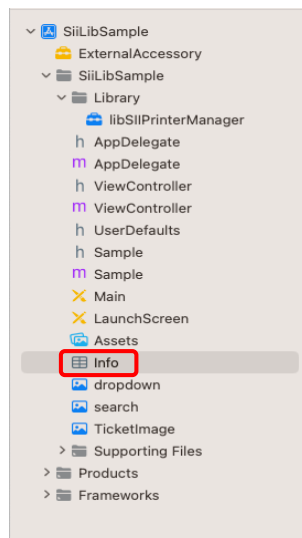 SiiLibSample
ExternalAccessory
SiiLibSample
Library
libSIIPrinterManager
h AppDelegate
m AppDelegate
h ViewController
m ViewController
h UserDefaults
h Sample
m Sample
Main
LaunchScreen
Assets
Info
dropdown
search
TicketImage
Supporting Files
Products
Frameworks